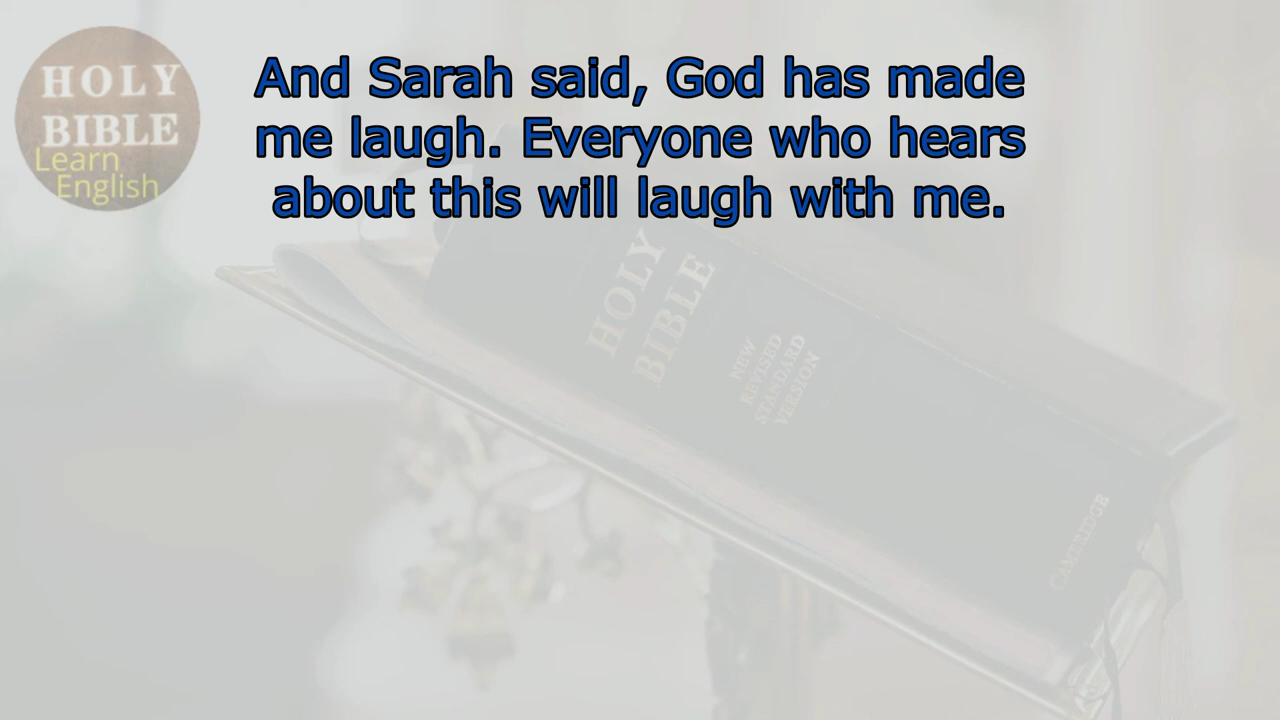 HOLY
BIBLE
Learn
English
And Sarah said, God has made
me laugh. Everyone who hears
about this will laugh with me.
HOLY
BIBLE
NEW
REVISED
STANDARD
VERSION
CAMBRIDGE